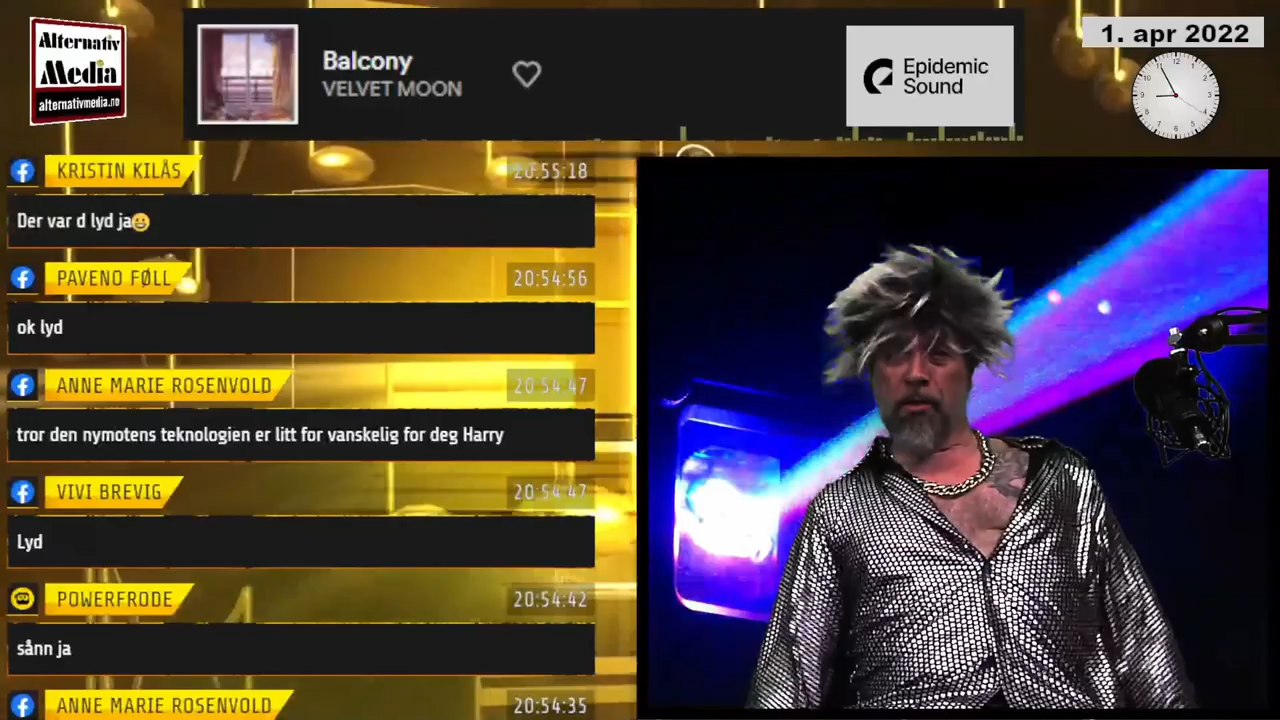 Alternativ
Media
alternativmedia.no
Balcony
VELVET MOON
Epidemic
Sound
1. apr 2022
KRISTIN KILÅS
20:55:18
Der var d lyd ja😀
PAVENO FØLL
20:54:56
ok lyd
ANNE MARIE ROSENVOLD
20:54:47
tror den nymotens teknologien er litt for vanskelig for deg Harry
VIVI BREVIG
20:54:47
Lyd
POWERFRODE
20:54:42
sånn ja
ANNE MARIE ROSENVOLD
20:54:35